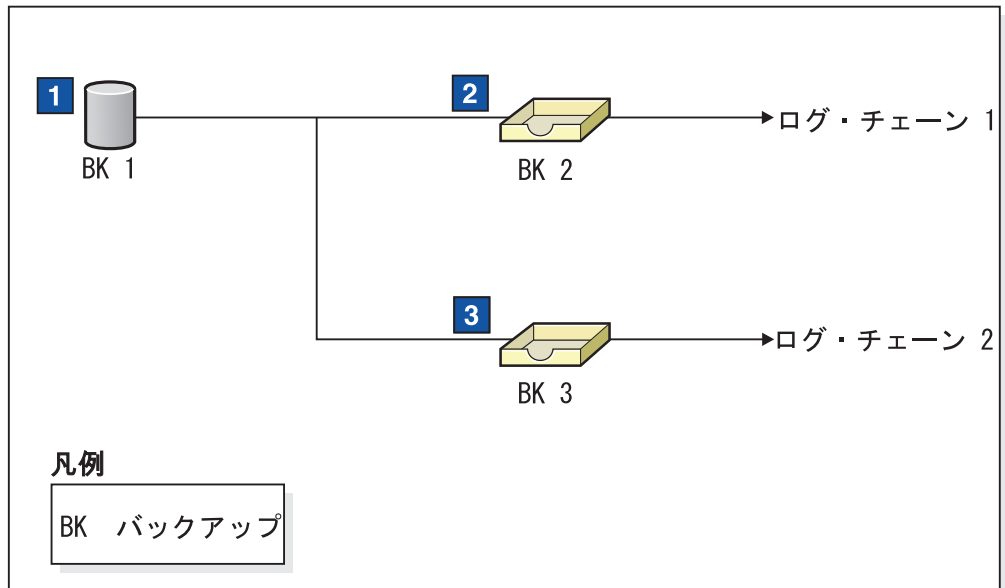 1
BK 1
2
BK 2
ログ・チェーン 1
3
BK 3
ログ・チェーン 2
凡例
BK バックアップ